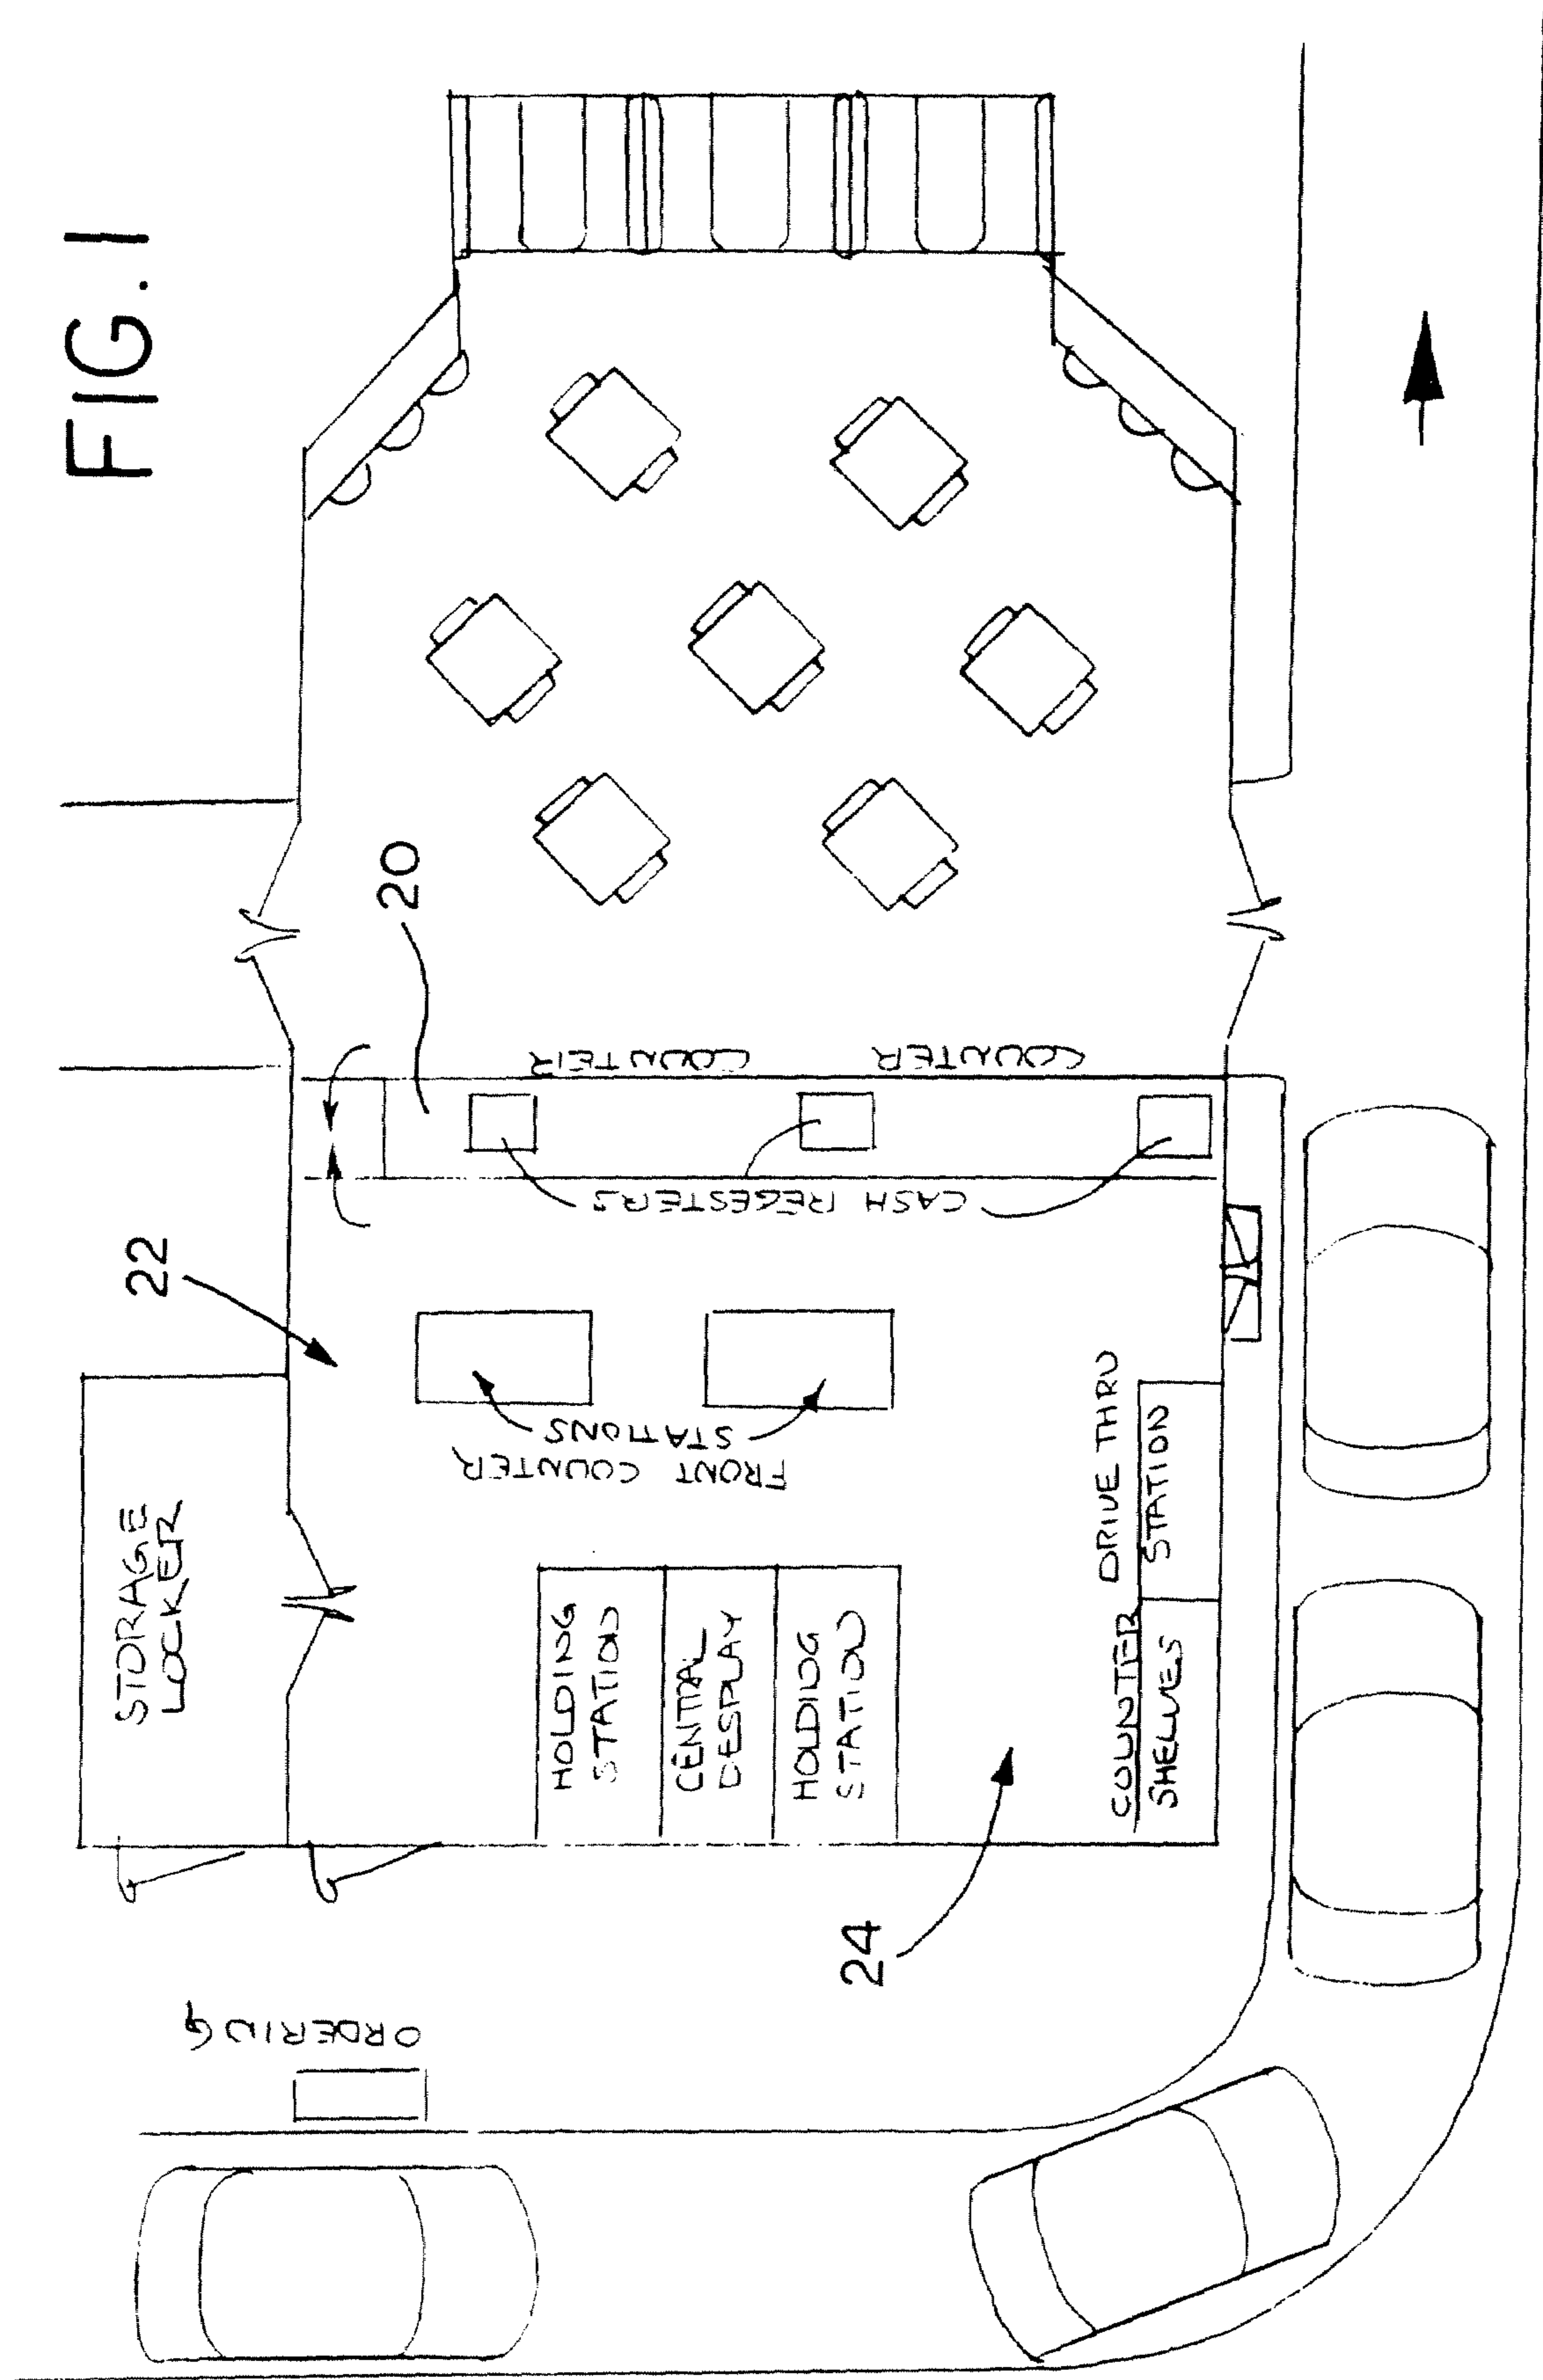 FIG. 1
20
COUNTER
COUNTER
CASH REGESTERS
22
FRONT COUNTER
STATIONS
STORAGE
LOCKER
DRIVE THRU
STATION
HOLDING
STATION
CENTRAL
DESPLAY
HOLDING
STATION
COUNTER
SHELVES
24
ORDERING